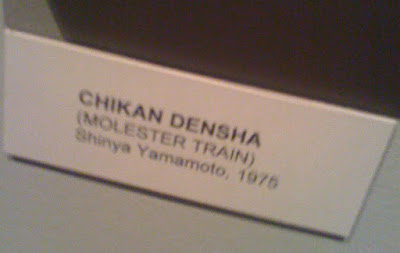 CHIKAN DENSHA
(MOLESTER TRAIN)
Shinya Yamamoto, 1975